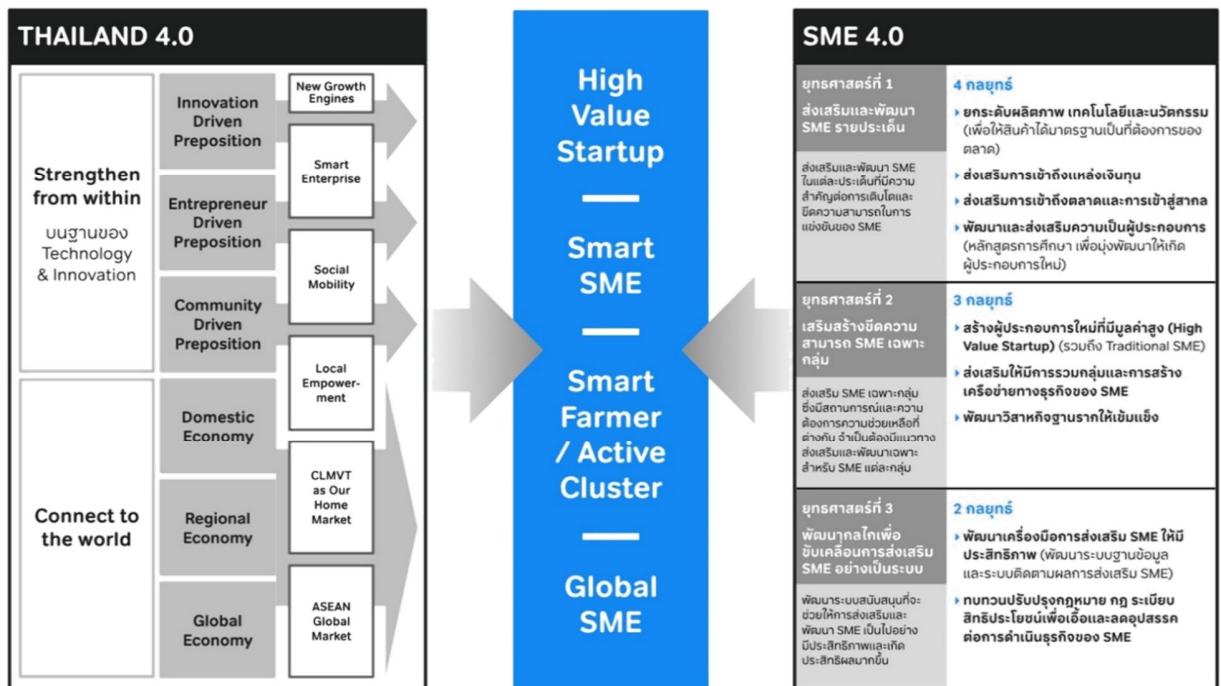 THAILAND 4.0
Strengthen
from within
บนฐานของ
Technology
& Innovation
Connect to
the world
Innovation
Driven
Preposition
Entrepreneur
Driven
Preposition
Community
Driven
Preposition
Domestic
Economy
Regional
Economy
Global
Economy
New Growth
Engines
Smart
Enterprise
Social
Mobility
Local
Empower-
ment
CLMVT
as Our
Home
Market
ASEAN
Global
Market
High
Value
Startup
Smart
SME
Smart
Farmer
/ Active
Cluster
Global
SME
SME 4.0
ยุทธศาสตร์ที่ 1
ส่งเสริมและพัฒนา
SME รายประเด็น
ส่งเสริมและพัฒนา SME
ในแต่ละประเด็นที่มีความ
สำคัญต่อการเติบโตและ
ขีดความสามารถในการ
แข่งขันของ SME
4 กลยุทธ์
ยกระดับผลิตภาพ เทคโนโลยีและนวัตกรรม
(เพื่อให้สินค้าได้มาตรฐานเป็นที่ต้องการของ
ตลาด)
ส่งเสริมการเข้าถึงแหล่งเงินทุน
ส่งเสริมการเข้าถึงตลาดและการเข้าสู่สากล
พัฒนาและส่งเสริมความเป็นผู้ประกอบการ
(หลักสูตรการศึกษา เพื่อมุ่งพัฒนาให้เกิด
ผู้ประกอบการใหม่)
ยุทธศาสตร์ที่ 2
เสริมสร้างขีดความ
สามารถ SME เฉพาะ
กลุ่ม
ส่งเสริม SME เฉพาะกลุ่ม
ซึ่งมีสถานการณ์และความ
ต้องการความช่วยเหลือที่
ต่างกัน จำเป็นต้องมีแนวทาง
ส่งเสริมและพัฒนาเฉพาะ
สำหรับ SME แต่ละกลุ่ม
3 กลยุทธ์
สร้างผู้ประกอบการใหม่ที่มีมูลค่าสูง (High
Value Startup) (รวมถึง Traditional SME)
ส่งเสริมให้มีการรวมกลุ่มและการสร้าง
เครือข่ายทางธุรกิจของ SME
พัฒนาวิสาหกิจฐานรากให้เข้มแข็ง
ยุทธศาสตร์ที่ 3
พัฒนากลไกเพื่อ
ขับเคลื่อนการส่งเสริม
SME อย่างเป็นระบบ
พัฒนาระบบสนับสนุนที่จะ
ช่วยให้การส่งเสริมและ
พัฒนา SME เป็นไปอย่าง
มีประสิทธิภาพและเกิด
ประสิทธิผลมากขึ้น
2 กลยุทธ์
พัฒนาเครื่องมือการส่งเสริม SME ให้มี
ประสิทธิภาพ (พัฒนาระบบฐานข้อมูล
และระบบติดตามผลการส่งเสริม SME)
ทบทวนปรับปรุงกฎหมาย กฎ ระเบียบ
สิทธิประโยชน์เพื่อเอื้อและลดอุปสรรค
ต่อการดำเนินธุรกิจของ SME